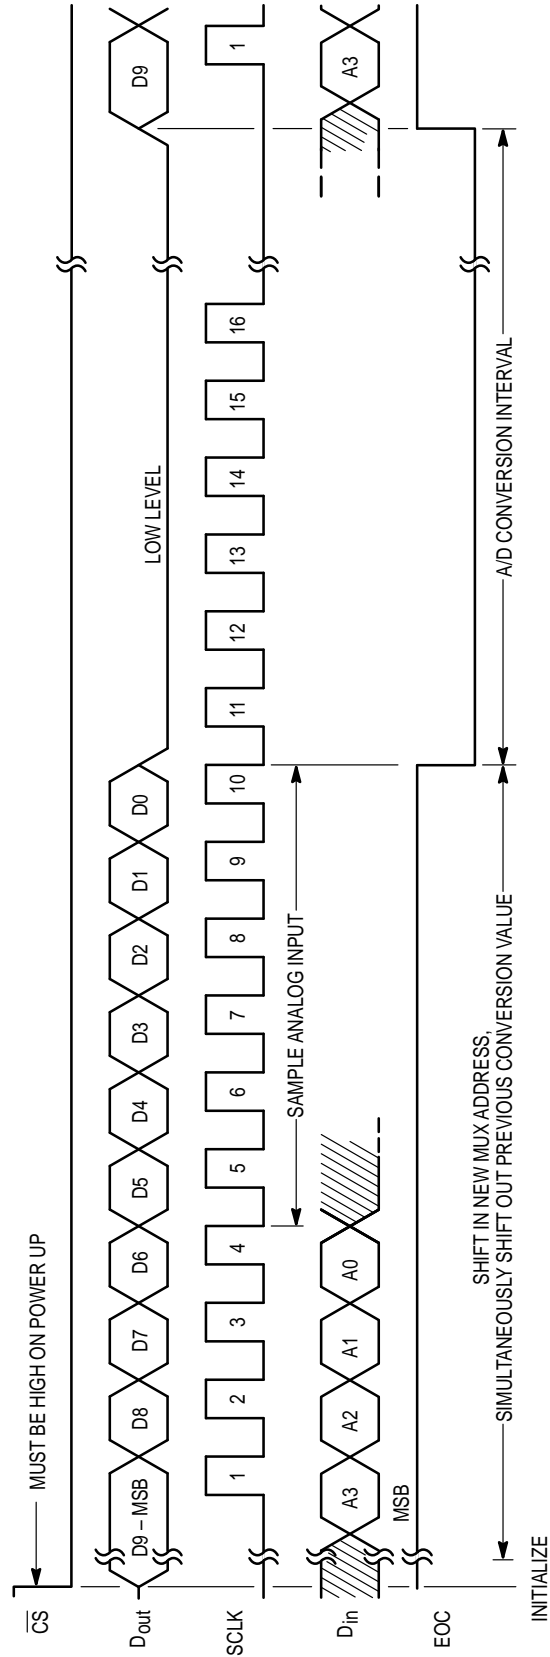 MUST BE HIGH ON POWER UP
CS
Dout
D9 – MSB
D8
D7
D6
D5
D4
D3
D2
D1
D0
LOW LEVEL
D9
SCLK
1
2
3
4
5
6
7
8
9
10
11
12
13
14
15
16
1
SAMPLE ANALOG INPUT
Din
A3
A2
A1
A0
A3
MSB
EOC
SHIFT IN NEW MUX ADDRESS,
SIMULTANEOUSLY SHIFT OUT PREVIOUS CONVERSION VALUE
A/D CONVERSION INTERVAL
INITIALIZE